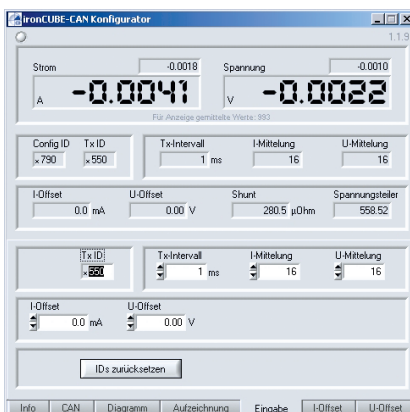 ironCUBE-CAN Konfigurator
1.1.9
Strom -0.0018 Spannung -0.0010
A -0.0041 V -0.0022
Für Anzeige gemittelte Werte: 993
Config ID Tx ID Tx-Intervall I-Mittelung U-Mittelung
x790 x550 1 ms 16 16
I-Offset U-Offset Shunt Spannungsteiler
0.0 mA 0.00 V 280.5 µOhm 558.52
Tx ID Tx-Intervall I-Mittelung U-Mittelung
x550 1 ms 16 16
I-Offset U-Offset
0.0 mA 0.00 V
IDs zurücksetzen
Info CAN Diagramm Aufzeichnung Eingabe I-Offset U-Offset